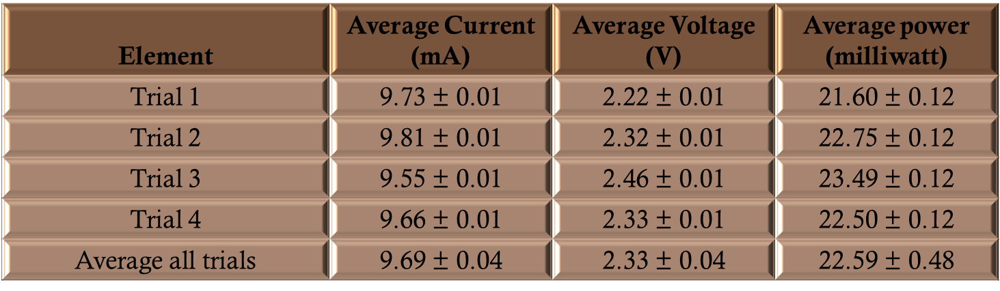 Element Average Current (mA) Average Voltage (V) Average power (milliwatt)
Trial 1 9.73 ± 0.01 2.22 ± 0.01 21.60 ± 0.12
Trial 2 9.81 ± 0.01 2.32 ± 0.01 22.75 ± 0.12
Trial 3 9.55 ± 0.01 2.46 ± 0.01 23.49 ± 0.12
Trial 4 9.66 ± 0.01 2.33 ± 0.01 22.50 ± 0.12
Average all trials 9.69 ± 0.04 2.33 ± 0.04 22.59 ± 0.48